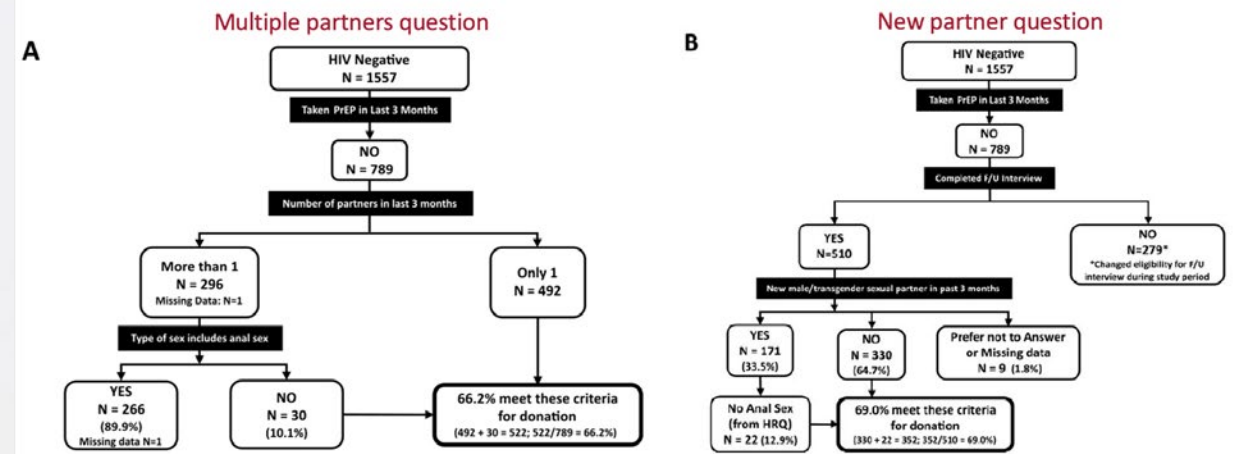 Multiple partners question
A
HIV Negative
N = 1557
Taken PrEP in Last 3 Months
NO
N = 789
Number of partners in last 3 months
More than 1
N = 296
Missing Data: N=1
Only 1
N = 492
Type of sex includes anal sex
YES
N = 266
(89.9%)
Missing data N=1
NO
N = 30
(10.1%)
66.2% meet these criteria
for donation
(492 + 30 = 522; 522/789 = 66.2%)
New partner question
B
HIV Negative
N = 1557
Taken PrEP in Last 3 Months
NO
N = 789
Completed F/U Interview
YES
N=510
NO
N=279*
*Changed eligibility for F/U
interview during study period
New male/transgender sexual partner in past 3 months
YES
N = 171
(33.5%)
NO
N = 330
(64.7%)
Prefer not to Answer
or Missing data
N = 9 (1.8%)
No Anal Sex
(from HRQ)
N = 22 (12.9%)
69.0% meet these criteria
for donation
(330 + 22 = 352; 352/510 = 69.0%)